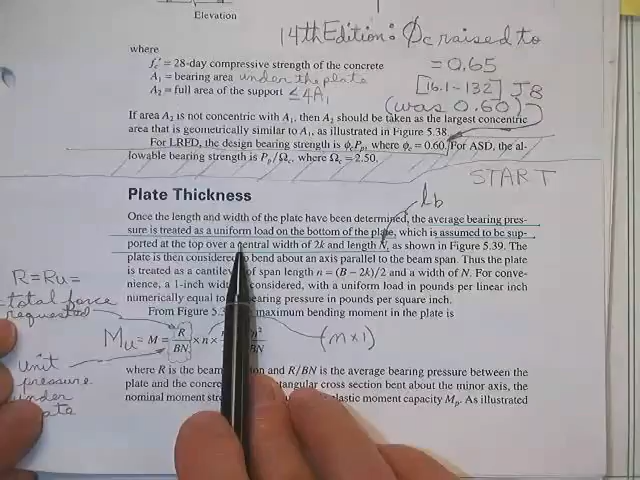 Elevation
14th Edition: ϕc raised to
= 0.65
[16.1-132] J8
(was 0.60)
where
f'c = 28-day compressive strength of the concrete
A1 = bearing area under the plate
A2 = full area of the support ≤ 4A1
If area A2 is not concentric with A1, then A2 should be taken as the largest concentric
area that is geometrically similar to A1, as illustrated in Figure 5.38.
For LRFD, the design bearing strength is ϕcPp, where ϕc = 0.60. For ASD, the al-
lowable bearing strength is Pp/Ωc, where Ωc = 2.50.
START
Plate Thickness
lb
Once the length and width of the plate have been determined, the average bearing pres-
sure is treated as a uniform load on the bottom of the plate, which is assumed to be sup-
ported at the top over a central width of 2k and length N, as shown in Figure 5.39. The
plate is then considered bend about an axis parallel to the beam span. Thus the plate
is treated as a cantilever of span length n = (B − 2k)/2 and a width of N. For conve-
nience, a 1-inch width considered, with a uniform load in pounds per linear inch
numerically equal to bearing pressure in pounds per square inch.
From Figure 5.3 maximum bending moment in the plate is
R = Ru =
total force
requested
Mu = M = R/BN × n × n²/BN
(n × 1)
unit
pressure
under
where R is the beam and R/BN is the average bearing pressure between the
plate and the concre tangular cross section bent about the minor axis, the
nominal moment str plastic moment capacity Mp. As illustrated